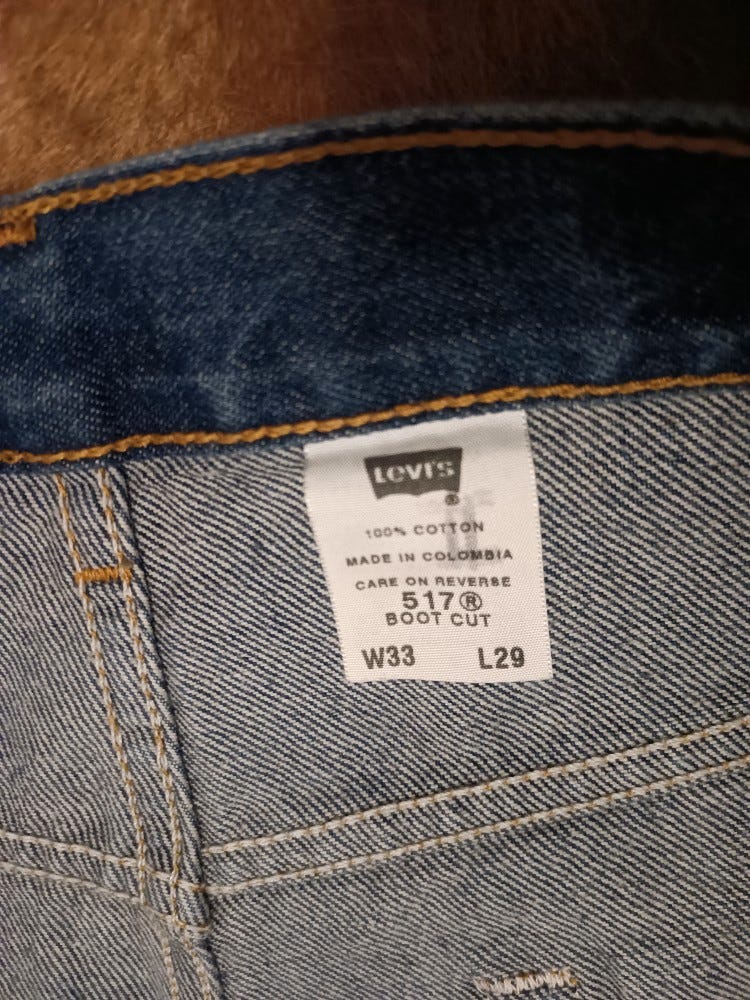 Levi's
®
100% COTTON
MADE IN COLOMBIA
CARE ON REVERSE
517®
BOOT CUT
W33 L29